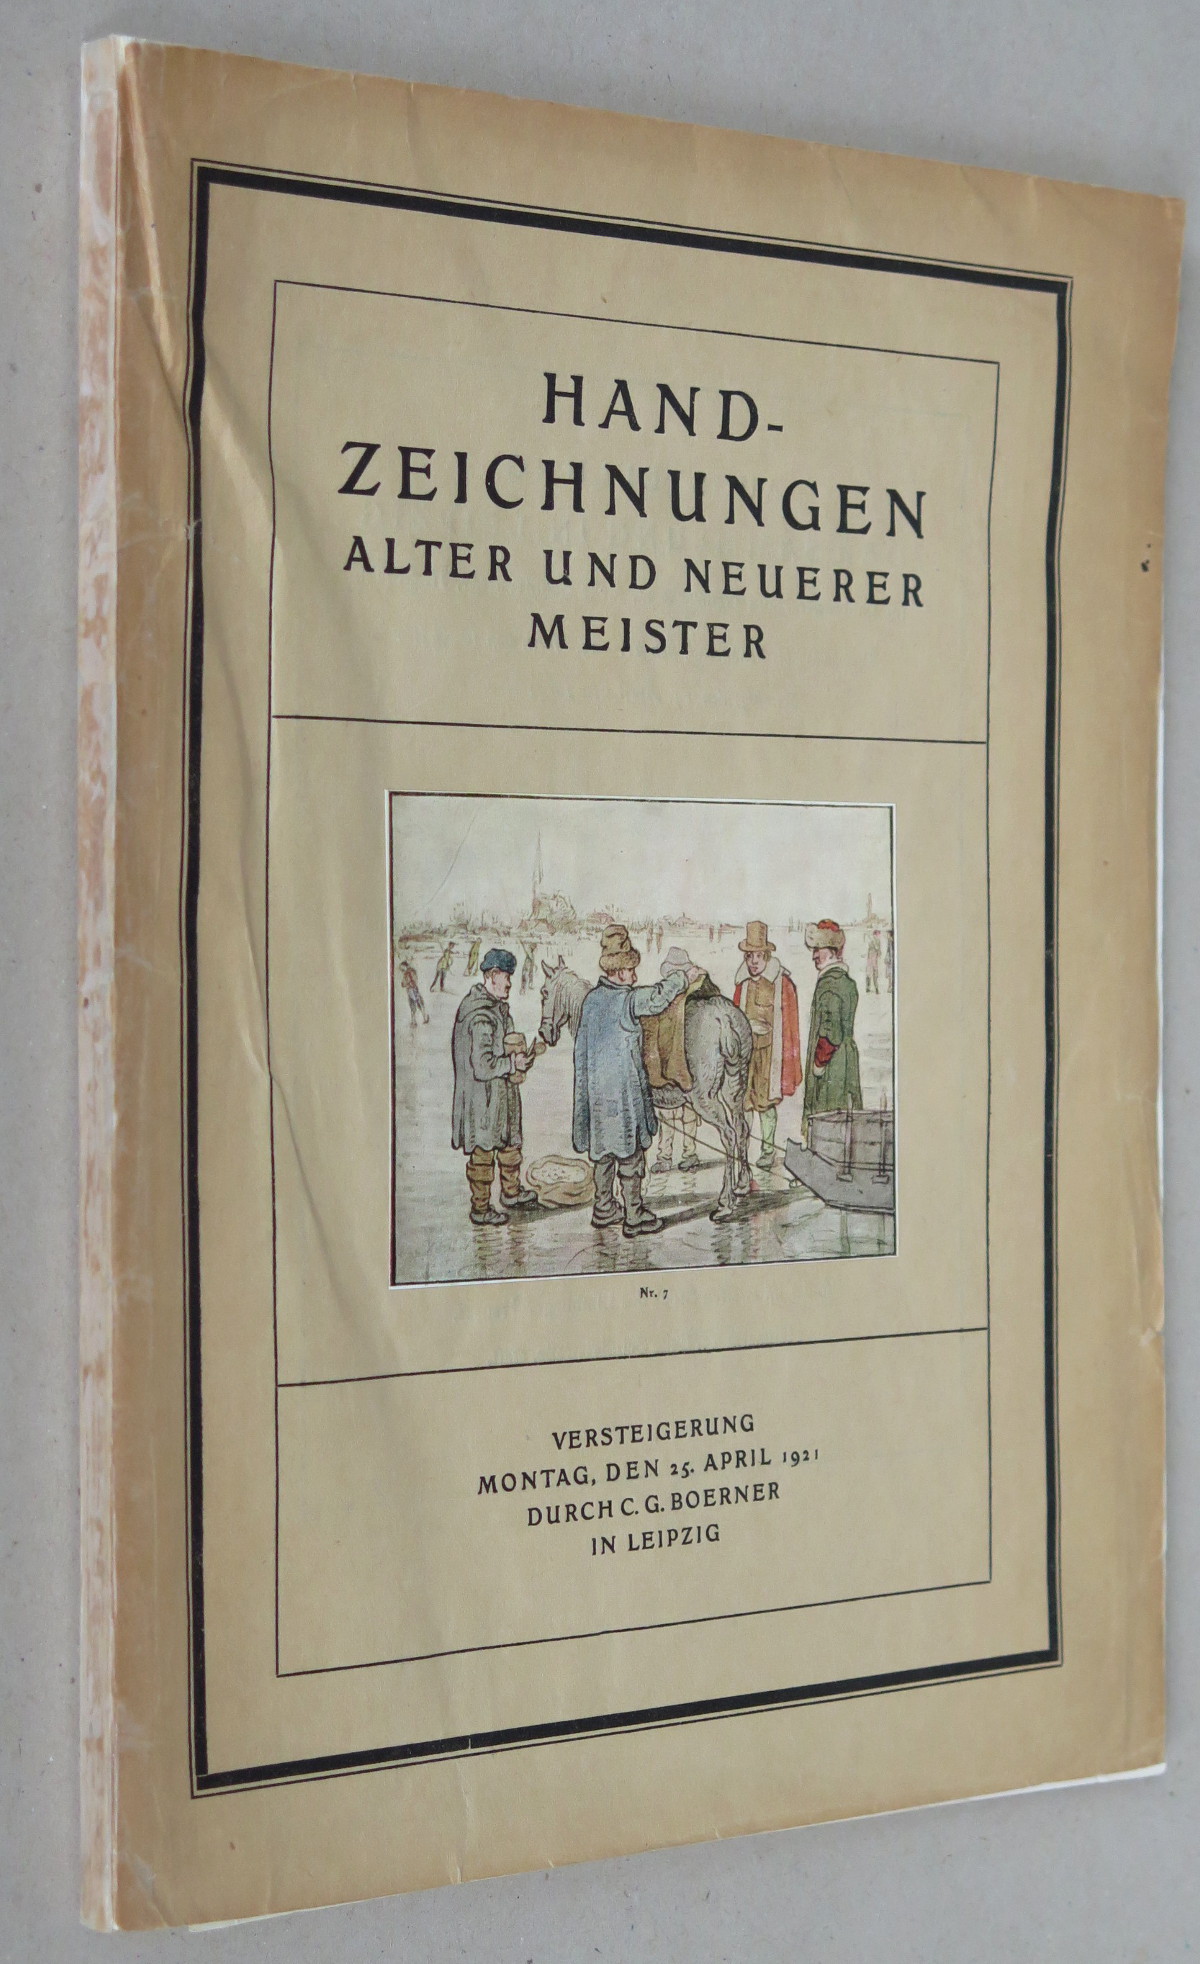 HAND-
ZEICHNUNGEN
ALTER UND NEUERER
MEISTER
Nr. 7
VERSTEIGERUNG
MONTAG, DEN 25. APRIL 1921
DURCH C. G. BOERNER
IN LEIPZIG